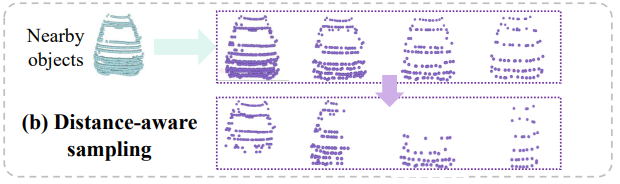 Nearby
objects
(b) Distance-aware
sampling